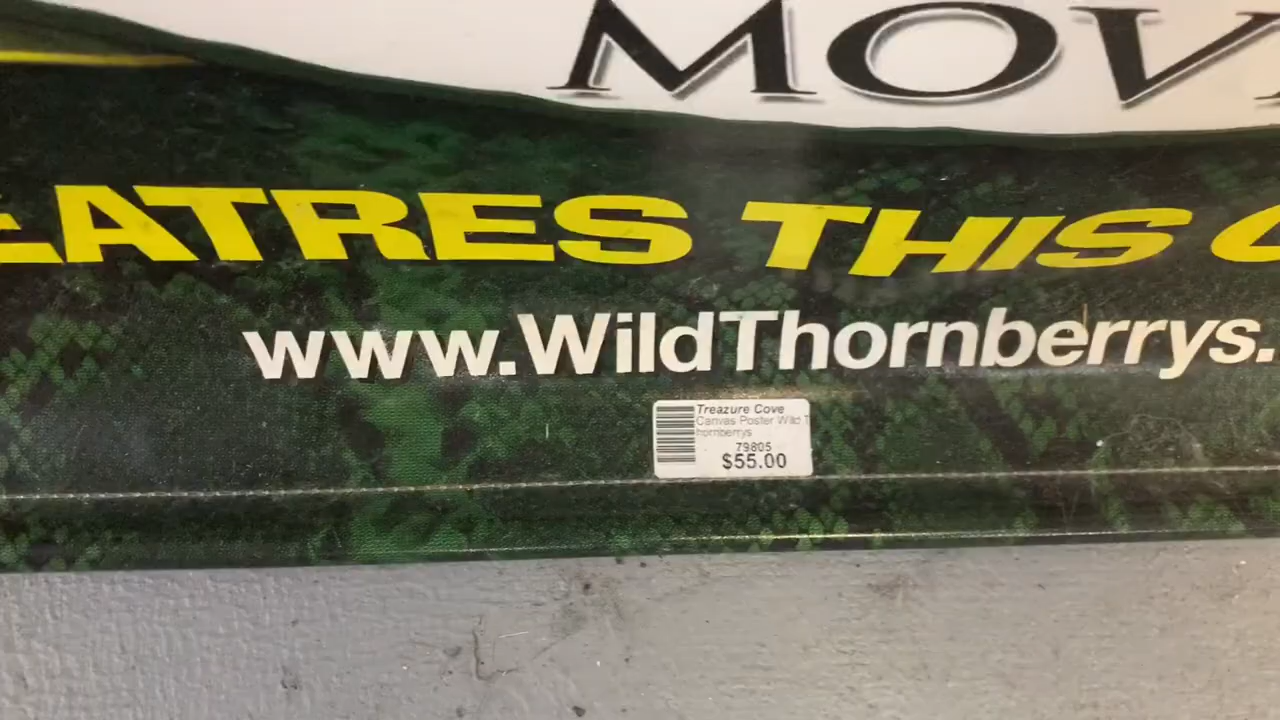 MOV
EATRES THIS
www.WildThornberrys.
Treazure Cove
Canvas Poster Wild T
hornberrys
79805
$55.00